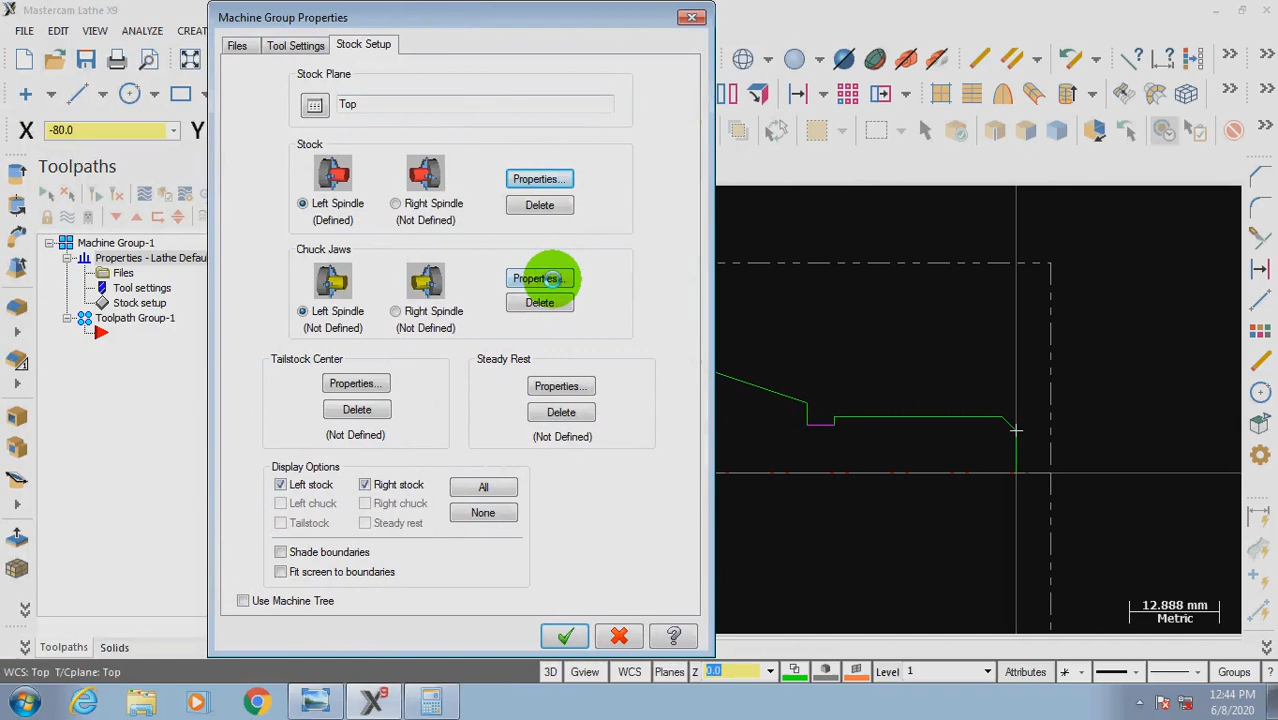 Mastercam Lathe X9
Machine Group Properties
FILE EDIT VIEW ANALYZE CREAT
Files Tool Settings Stock Setup
Stock Plane
Top
X -80.0 Y
Toolpaths
Stock
Left Spindle
(Defined)
Right Spindle
(Not Defined)
Properties...
Delete
Machine Group-1
Properties - Lathe Defau
Files
Tool settings
Stock setup
Toolpath Group-1
Chuck Jaws
Left Spindle
(Not Defined)
Right Spindle
(Not Defined)
Properties...
Delete
Tailstock Center
Properties...
Delete
(Not Defined)
Steady Rest
Properties...
Delete
(Not Defined)
Display Options
Left stock Right stock All
Left chuck Right chuck
Tailstock Steady rest None
Shade boundaries
Fit screen to boundaries
Use Machine Tree
12.888 mm
Metric
Toolpaths Solids
WCS: Top T/Cplane: Top
3D Gview WCS Planes Z 0.0 Level 1 Attributes Groups
12:44 PM
6/8/2020